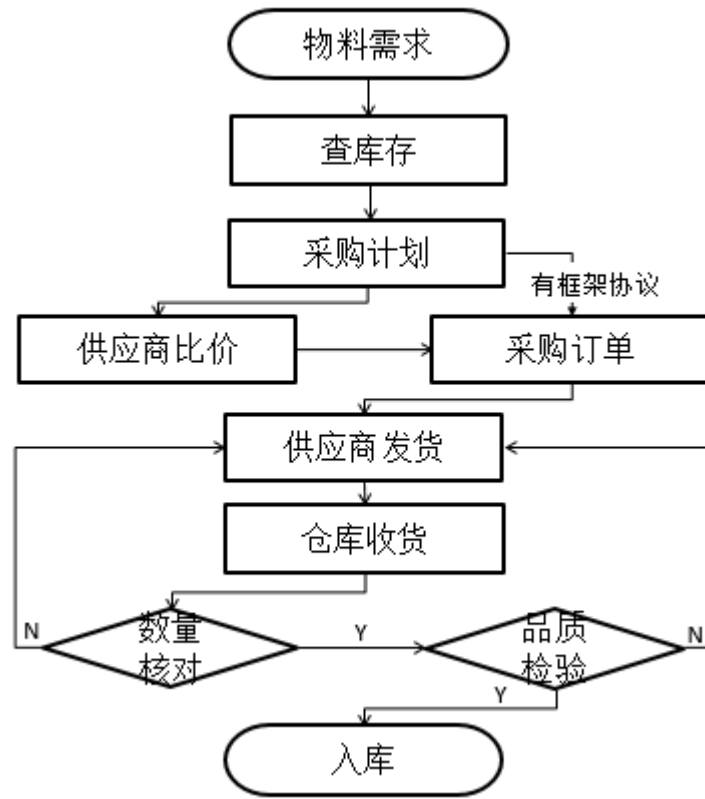 物料需求
查库存
采购计划
有框架协议
供应商比价
采购订单
供应商发货
仓库收货
N
数量
核对
Y
品质
检验
N
Y
入库